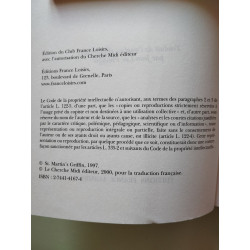 Édition du Club France Loisirs,
avec l'autorisation du Cherche Midi éditeur
Éditions France Loisirs,
123, boulevard de Grenelle, Paris
www.franceloisirs.com
Le Code de la propriété intellectuelle n'autorisant, aux termes des paragraphes 2 et 3 de
l'article L. 122-5, d'une part, que les « copies ou reproductions strictement réservées
à l'usage privé du copiste et non destinées à une utilisation collective » et, d'autre part,
sous réserve du nom de l'auteur et de la source, que les « analyses et les courtes citations justifiées
par le caractère critique, polémique, pédagogique, scientifique ou d'information », toute
représentation ou reproduction intégrale ou partielle, faite sans le consentement de
l'auteur ou de ses ayants droit ou ayants cause, est illicite (article L. 122-4). Cette
représentation ou reproduction, par quelque procédé que ce soit, constituerait donc une contre-
façon sanctionnée par les articles L. 335-2 et suivants du Code de la propriété intellectuelle.
© St. Martin's Griffin, 1997.
© Le Cherche Midi éditeur, 2000, pour la traduction française.
ISBN : 2-7441-4167-4